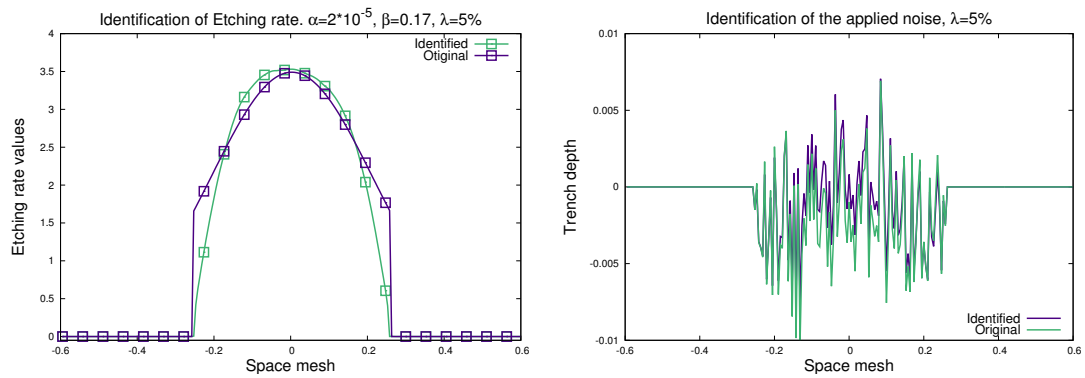 Identification of Etching rate. α=2*10^-5, β=0.17, λ=5%
Identified
Otiginal
Etching rate values
4
3.5
3
2.5
2
1.5
1
0.5
0
-0.6 -0.4 -0.2 0 0.2 0.4 0.6
Space mesh
Identification of the applied noise, λ=5%
Trench depth
0.01
0.005
0
-0.005
-0.01
Identified
Original
-0.6 -0.4 -0.2 0 0.2 0.4 0.6
Space mesh